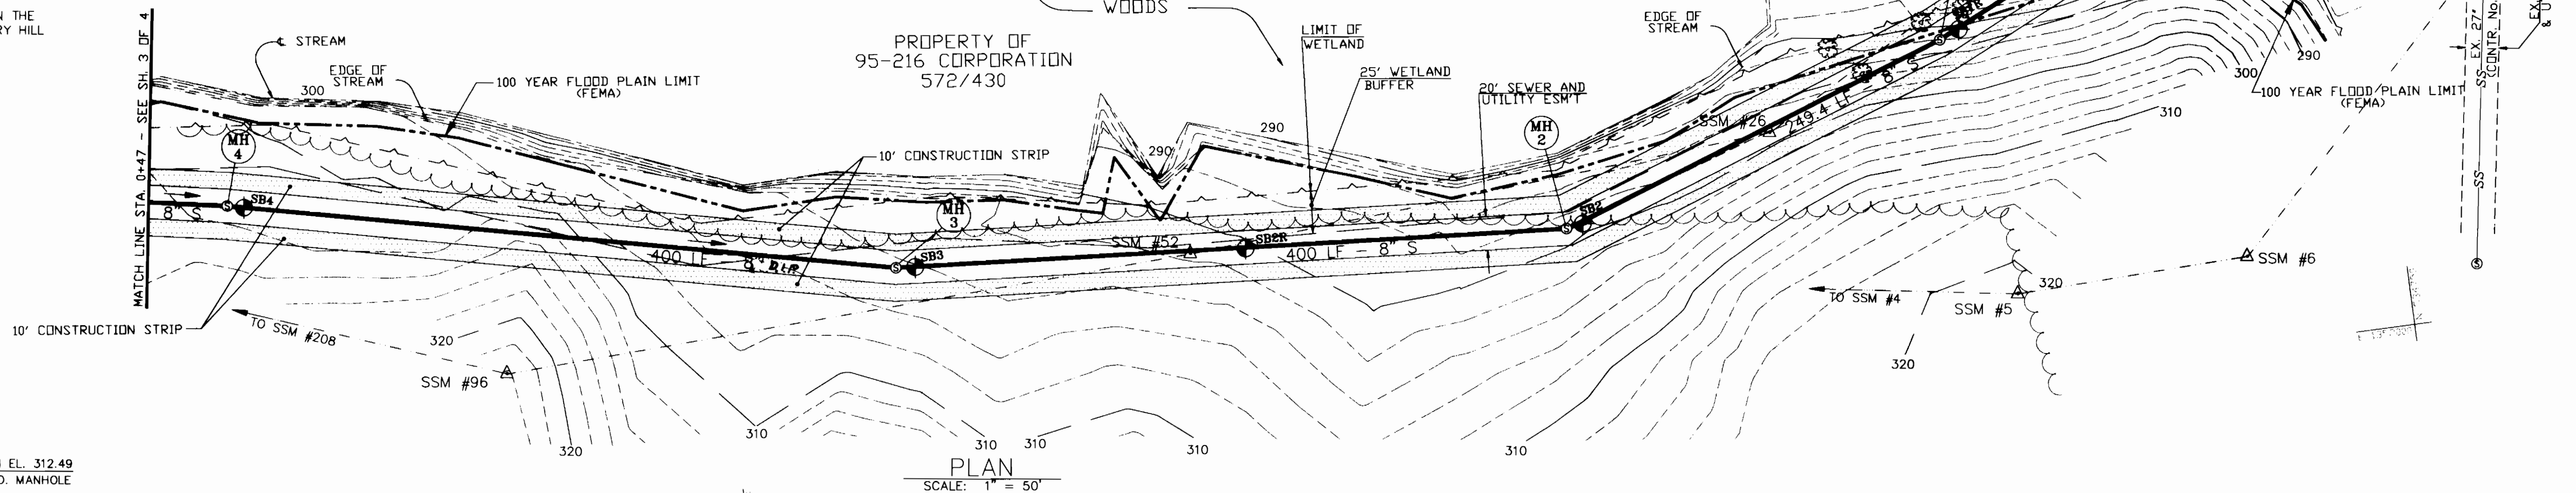 N THE
RY HILL
MATCH LINE STA. 0+47 - SEE SH. 3 OF 4
℄ STREAM
300
EDGE OF
STREAM
100 YEAR FLOOD PLAIN LIMIT
(FEMA)
WOODS
PROPERTY OF
95-216 CORPORATION
572/430
LIMIT OF
WETLAND
25' WETLAND
BUFFER
20' SEWER AND
UTILITY ESM'T
EDGE OF
STREAM
290
290
MH
4
SB4
8" S
10' CONSTRUCTION STRIP
MH
3
SB3
400 LF - 8" D.I.P.
SSM #52
SB2R
400 LF - 8" S
MH
2
SB2
SSM #26
249.4 LF - 8" S
300
290
100 YEAR FLOOD PLAIN LIMIT
(FEMA)
310
SS
EX. 27'
(CONTR. No.
EX.
& U
SS
SSM #6
TO SSM #4
SSM #5
320
320
10' CONSTRUCTION STRIP
TO SSM #208
320
SSM #96
320
310
310
310
310
310
EL. 312.49
D. MANHOLE
PLAN
SCALE: 1" = 50'